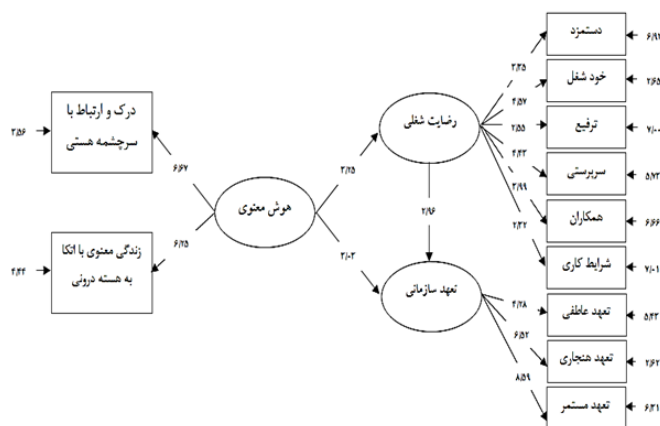 دستمزد
۶/۹۲
۳/۳۵
خود شغل
۲/۶۵
۴/۵۷
ترفیع
۷/۰۰
۲/۵۵
سرپرستی
۵/۷۳
۴/۴۳
همکاران
۶/۶۶
۳/۹۹
شرایط کاری
۷/۰۱
۲/۳۲
رضایت شغلی
درک و ارتباط با
سرچشمه هستی
۳/۵۶
۶/۶۷
۳/۲۵
هوش معنوی
۲/۹۶
زندگی معنوی با اتکا
به هسته درونی
۴/۴۴
۶/۲۵
۳/۰۳
تعهد سازمانی
تعهد عاطفی
۵/۴۳
۴/۲۸
تعهد هنجاری
۲/۶۲
۶/۵۲
تعهد مستمر
۶/۳۱
۸/۵۹